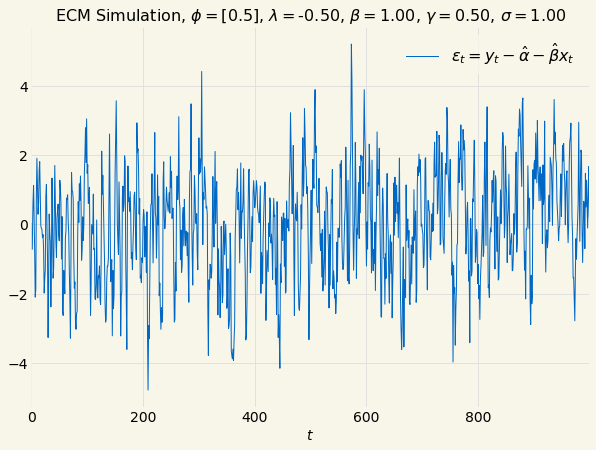 ECM Simulation, ϕ = [0.5], λ = -0.50, β = 1.00, γ = 0.50, σ = 1.00
εₜ = yₜ − α̂ − β̂xₜ
4
2
0
−2
−4
0 200 400 600 800
t